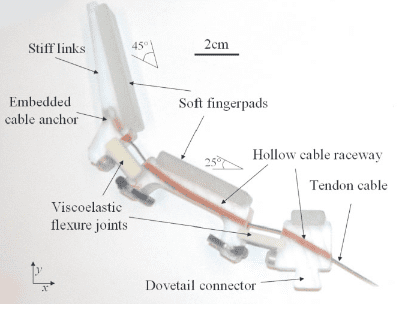 Stiff links
45°
2cm
Embedded
cable anchor
Soft fingerpads
25°
Hollow cable raceway
Tendon cable
Viscoelastic
flexure joints
Dovetail connector
y
x